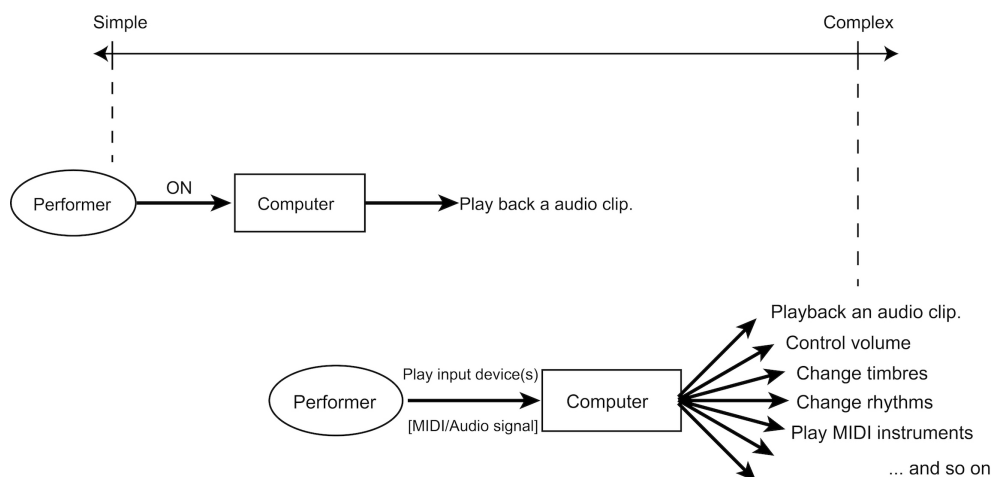 Simple
Complex
Performer
ON
Computer
Play back a audio clip.
Playback an audio clip.
Control volume
Change timbres
Change rhythms
Play MIDI instruments
... and so on
Performer
Play input device(s)
[MIDI/Audio signal]
Computer